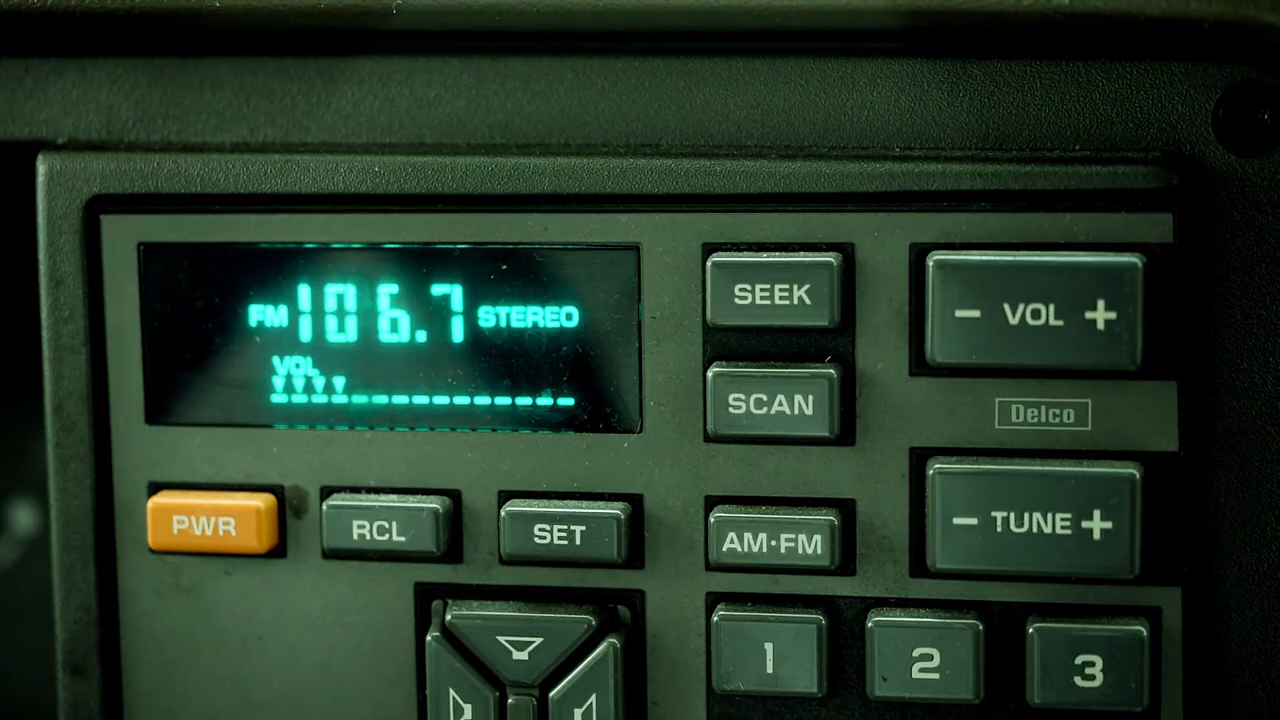 FM 106.7 STEREO
VOL
SEEK
SCAN
- VOL +
Delco
PWR
RCL
SET
AM·FM
- TUNE +
1
2
3